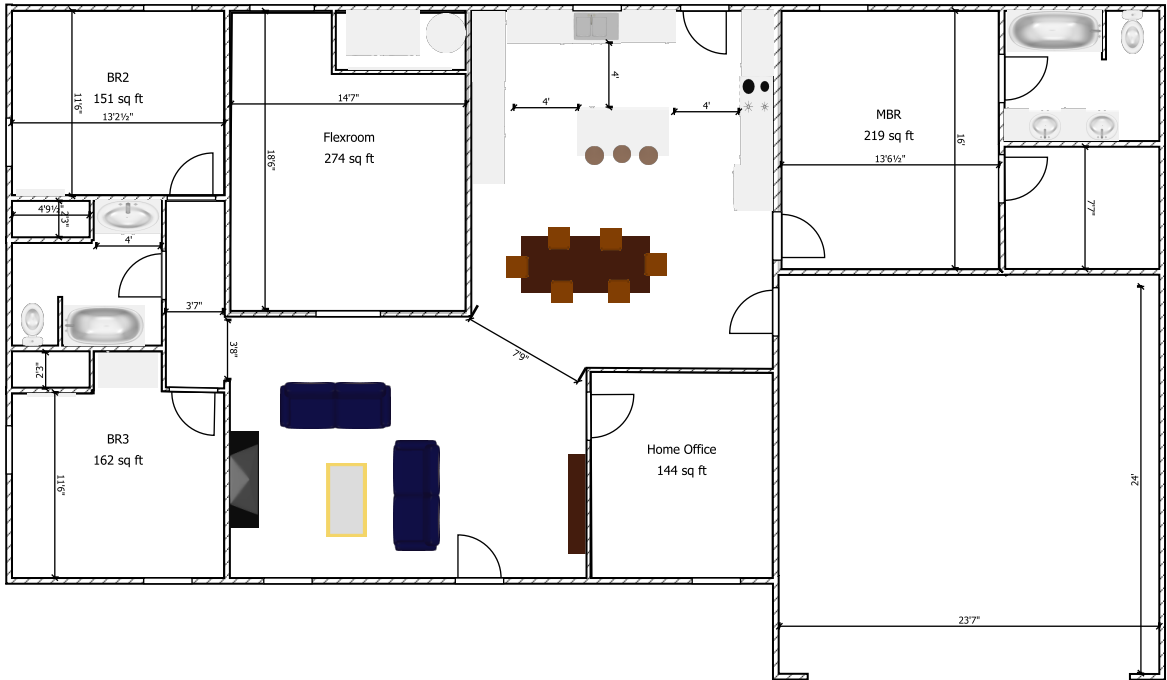 BR2
151 sq ft
13'2½"
11'6"
14'7"
Flexroom
274 sq ft
18'6"
4'
4'
4'
MBR
219 sq ft
13'6½"
16'
7'7"
4'9½"
2'3"
4'
3'7"
3'8"
7'9"
2'3"
BR3
162 sq ft
11'6"
Home Office
144 sq ft
24'
23'7"